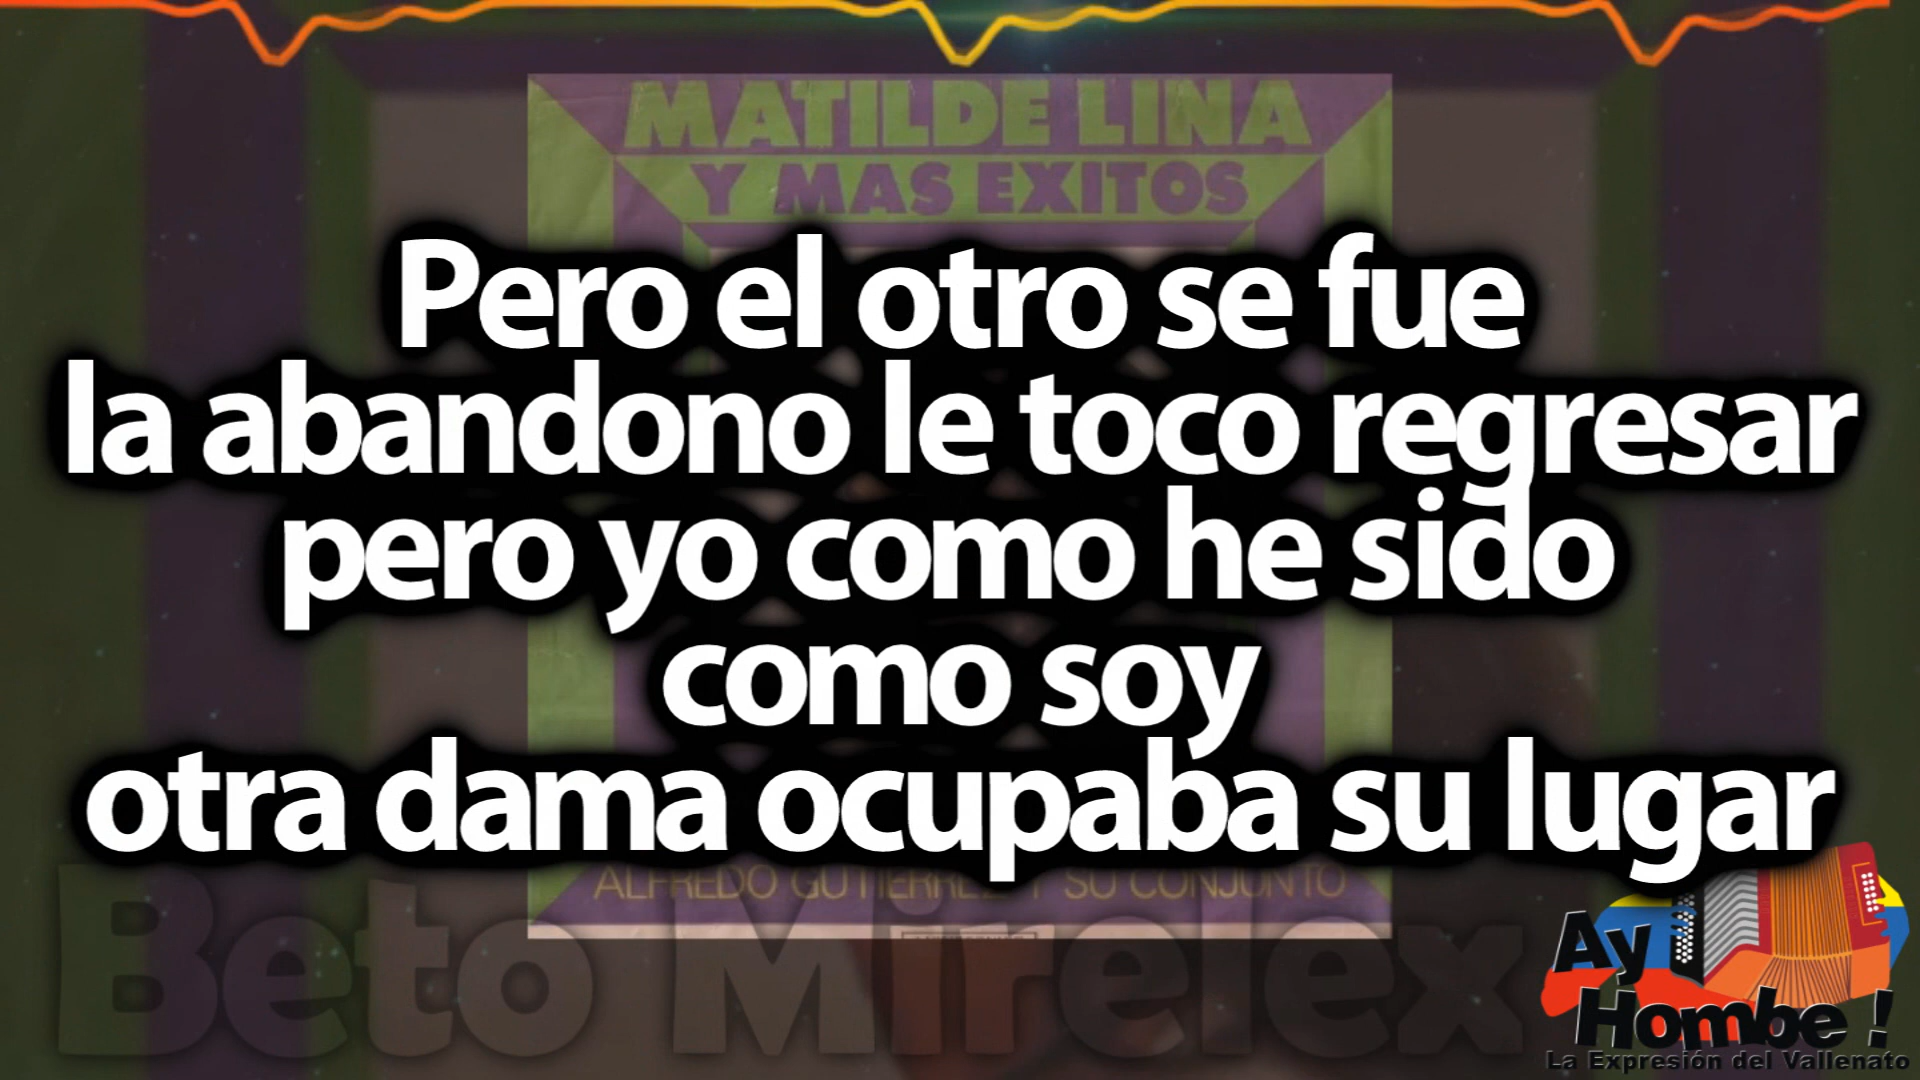 MATILDE LINA
Y MAS EXITOS
Pero el otro se fue
la abandono le toco regresar
pero yo como he sido
como soy
otra dama ocupaba su lugar
ALFREDO GUTIERREZ Y SU CONJUNTO
Beto Mirelex
Ay
Hombe !
La Expresión del Vallenato